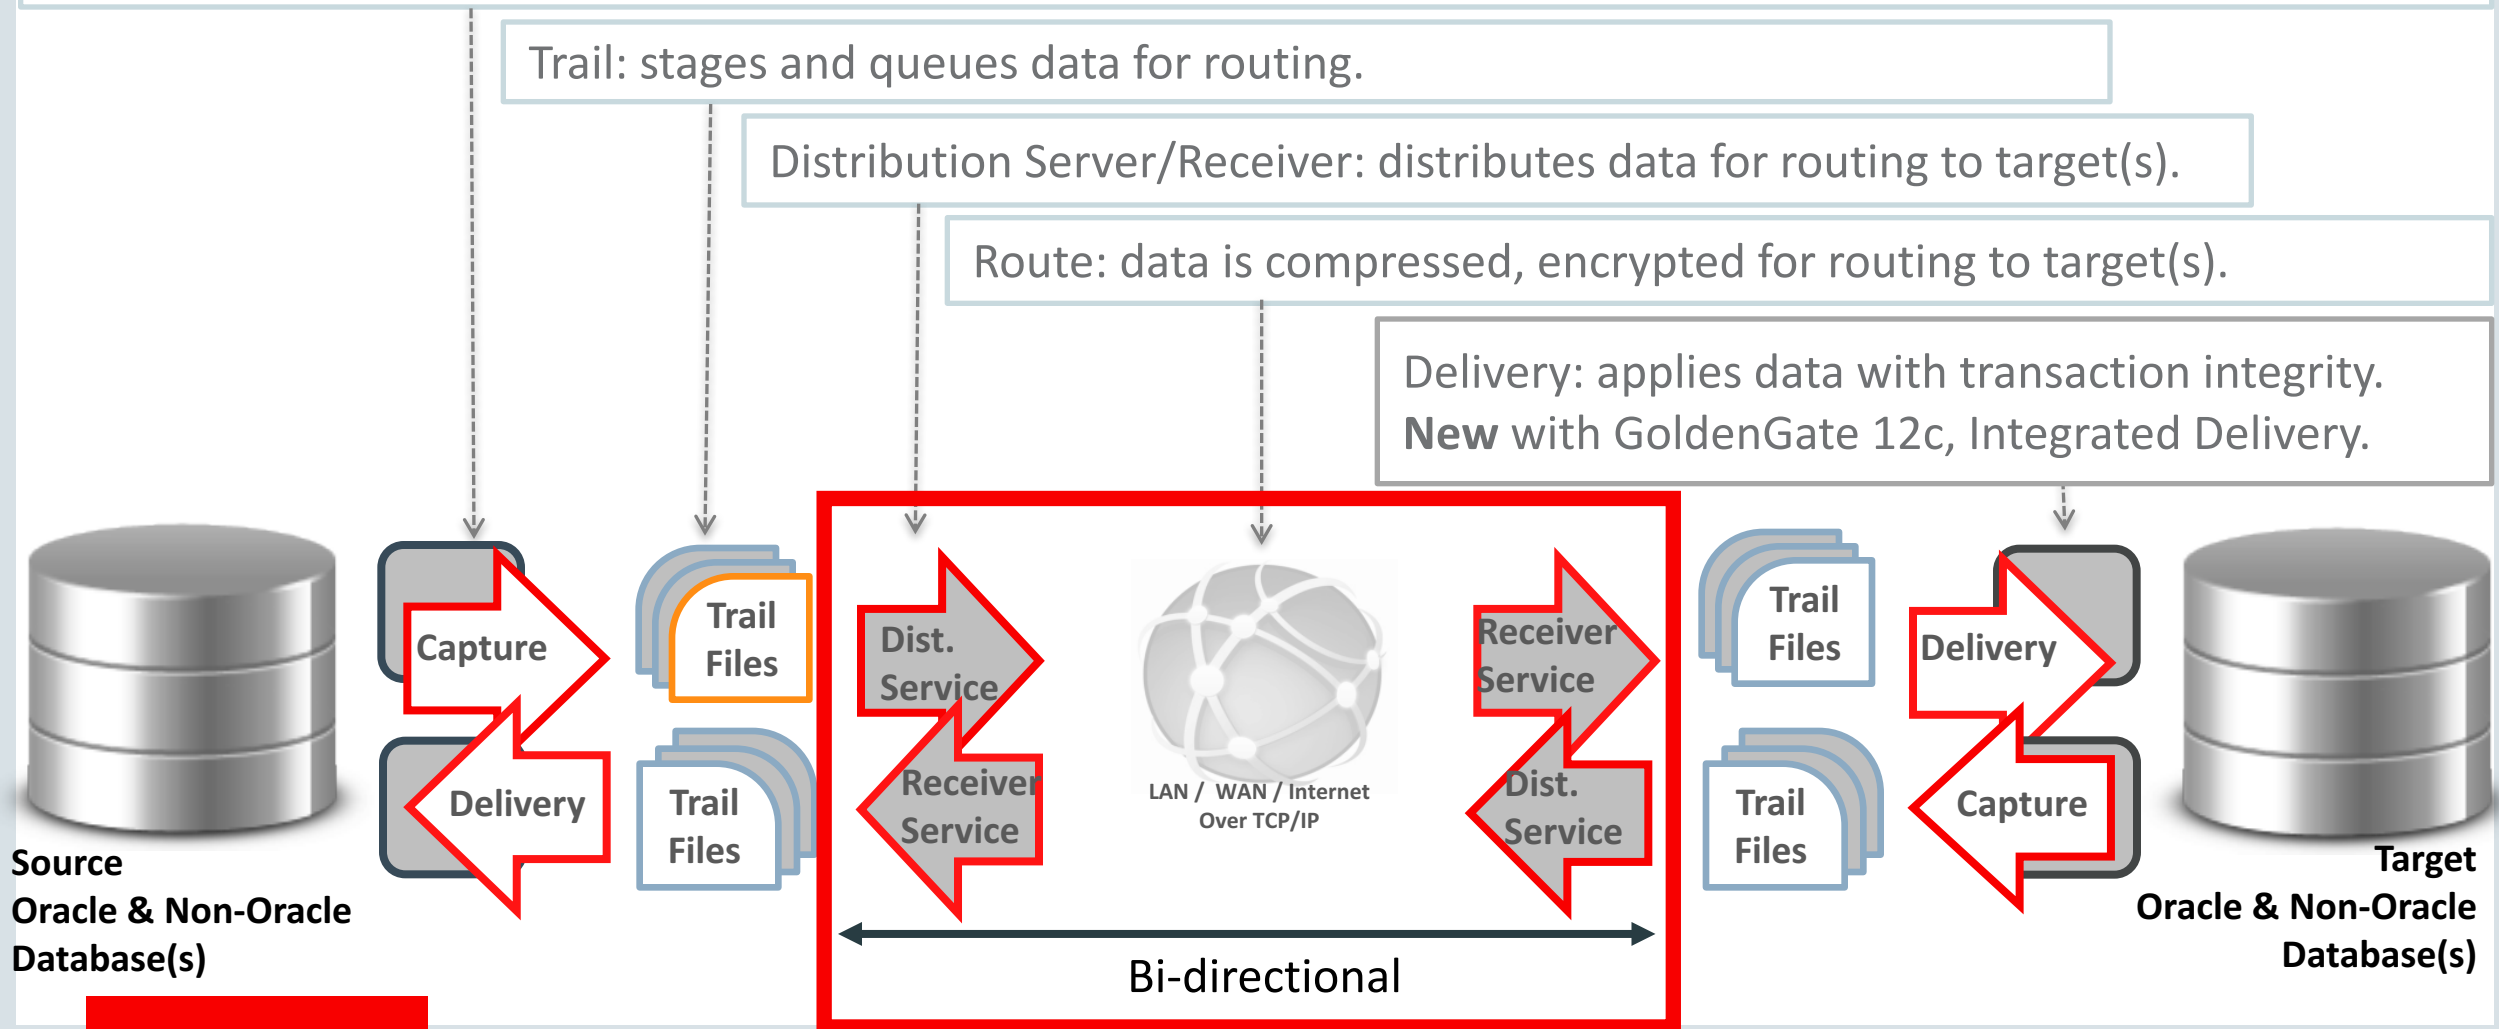 Trail: stages and queues data for routing.
Distribution Server/Receiver: distributes data for routing to target(s).
Route: data is compressed, encrypted for routing to target(s).
Delivery: applies data with transaction integrity.
New with GoldenGate 12c, Integrated Delivery.
Capture
Trail
Files
Dist.
Service
Receiver
Service
Trail
Files
Delivery
Delivery
Trail
Files
Receiver
Service
LAN / WAN / Internet
Over TCP/IP
Dist.
Service
Trail
Files
Capture
Source
Oracle & Non-Oracle
Database(s)
Target
Oracle & Non-Oracle
Database(s)
Bi-directional